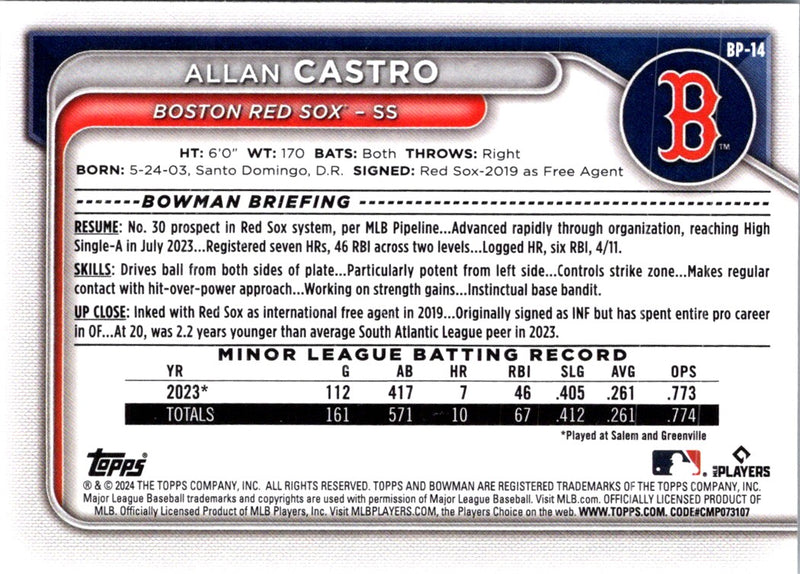 BP-14
ALLAN CASTRO
BOSTON RED SOX™ – SS
B
™
HT: 6'0" WT: 170 BATS: Both THROWS: Right
BORN: 5-24-03, Santo Domingo, D.R. SIGNED: Red Sox-2019 as Free Agent
BOWMAN BRIEFING
RESUME: No. 30 prospect in Red Sox system, per MLB Pipeline...Advanced rapidly through organization, reaching High
Single-A in July 2023...Registered seven HRs, 46 RBI across two levels...Logged HR, six RBI, 4/11.
SKILLS: Drives ball from both sides of plate...Particularly potent from left side...Controls strike zone...Makes regular
contact with hit-over-power approach...Working on strength gains...Instinctual base bandit.
UP CLOSE: Inked with Red Sox as international free agent in 2019...Originally signed as INF but has spent entire pro career
in OF...At 20, was 2.2 years younger than average South Atlantic League peer in 2023.
MINOR LEAGUE BATTING RECORD
YR G AB HR RBI SLG AVG OPS
2023* 112 417 7 46 .405 .261 .773
TOTALS 161 571 10 67 .412 .261 .774
*Played at Salem and Greenville
Topps
MLB PLAYERS
® & © 2024 THE TOPPS COMPANY, INC. ALL RIGHTS RESERVED. TOPPS AND BOWMAN ARE REGISTERED TRADEMARKS OF THE TOPPS COMPANY, INC.
Major League Baseball trademarks and copyrights are used with permission of Major League Baseball. Visit MLB.com. OFFICIALLY LICENSED PRODUCT OF
MLB. Officially Licensed Product of MLB Players, Inc. Visit MLBPLAYERS.com, the Players Choice on the web. WWW.TOPPS.COM. CODE#CMP073107